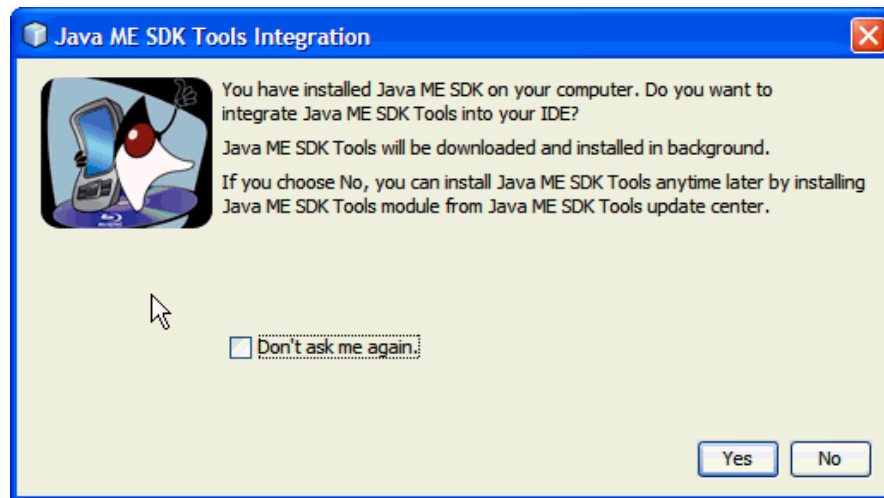 Java ME SDK Tools Integration
You have installed Java ME SDK on your computer. Do you want to
integrate Java ME SDK Tools into your IDE?
Java ME SDK Tools will be downloaded and installed in background.
If you choose No, you can install Java ME SDK Tools anytime later by installing
Java ME SDK Tools module from Java ME SDK Tools update center.
Don't ask me again.
Yes No